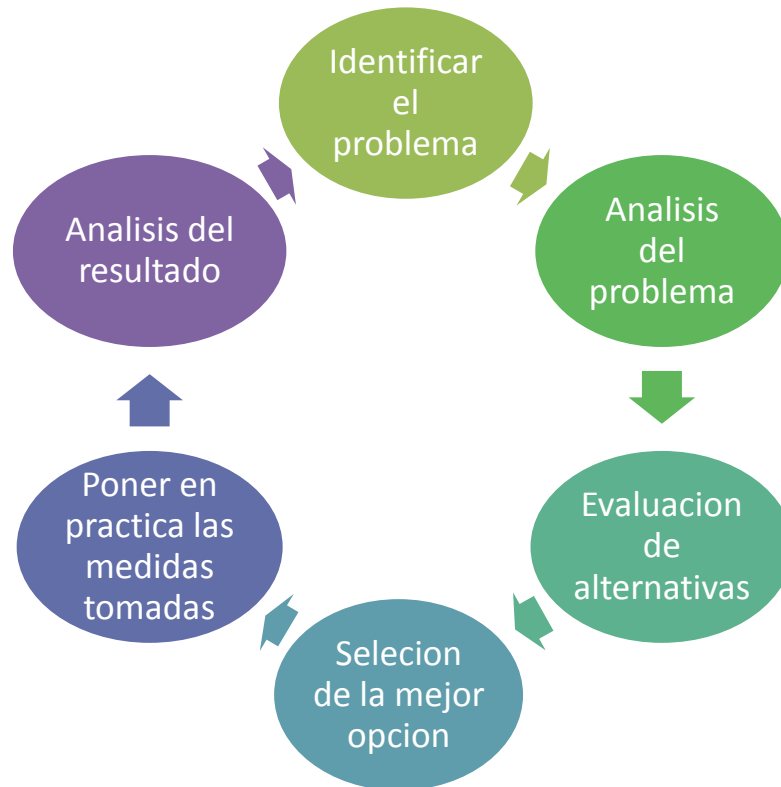 Identificar
el
problema
Analisis
del
problema
Evaluacion
de
alternativas
Selecion
de la mejor
opcion
Poner en
practica las
medidas
tomadas
Analisis del
resultado